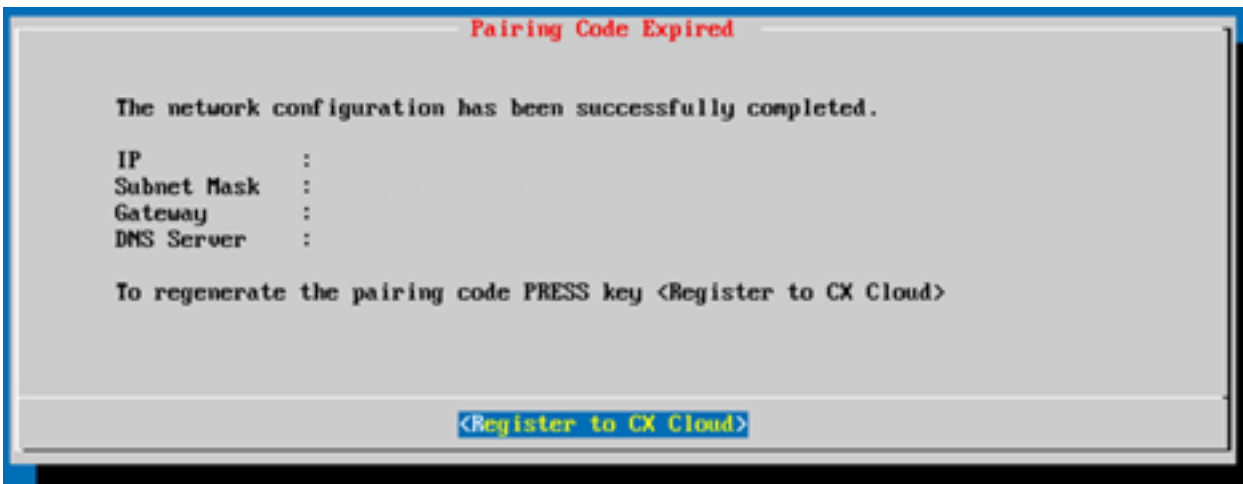 Pairing Code Expired
The network configuration has been successfully completed.
IP :
Subnet Mask :
Gateway :
DNS Server :
To regenerate the pairing code PRESS key <Register to CX Cloud>
<Register to CX Cloud>